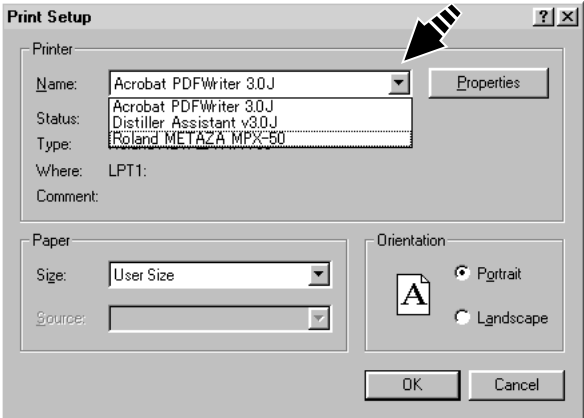 Print Setup
Printer
Name: Acrobat PDFWriter 3.0J Properties
Acrobat PDFWriter 3.0J
Status: Distiller Assistant v3.0J
Type: Roland METAZA MPX-50
Where: LPT1:
Comment:
Paper
Size: User Size
Source:
Orientation
A
Portrait
Landscape
OK Cancel